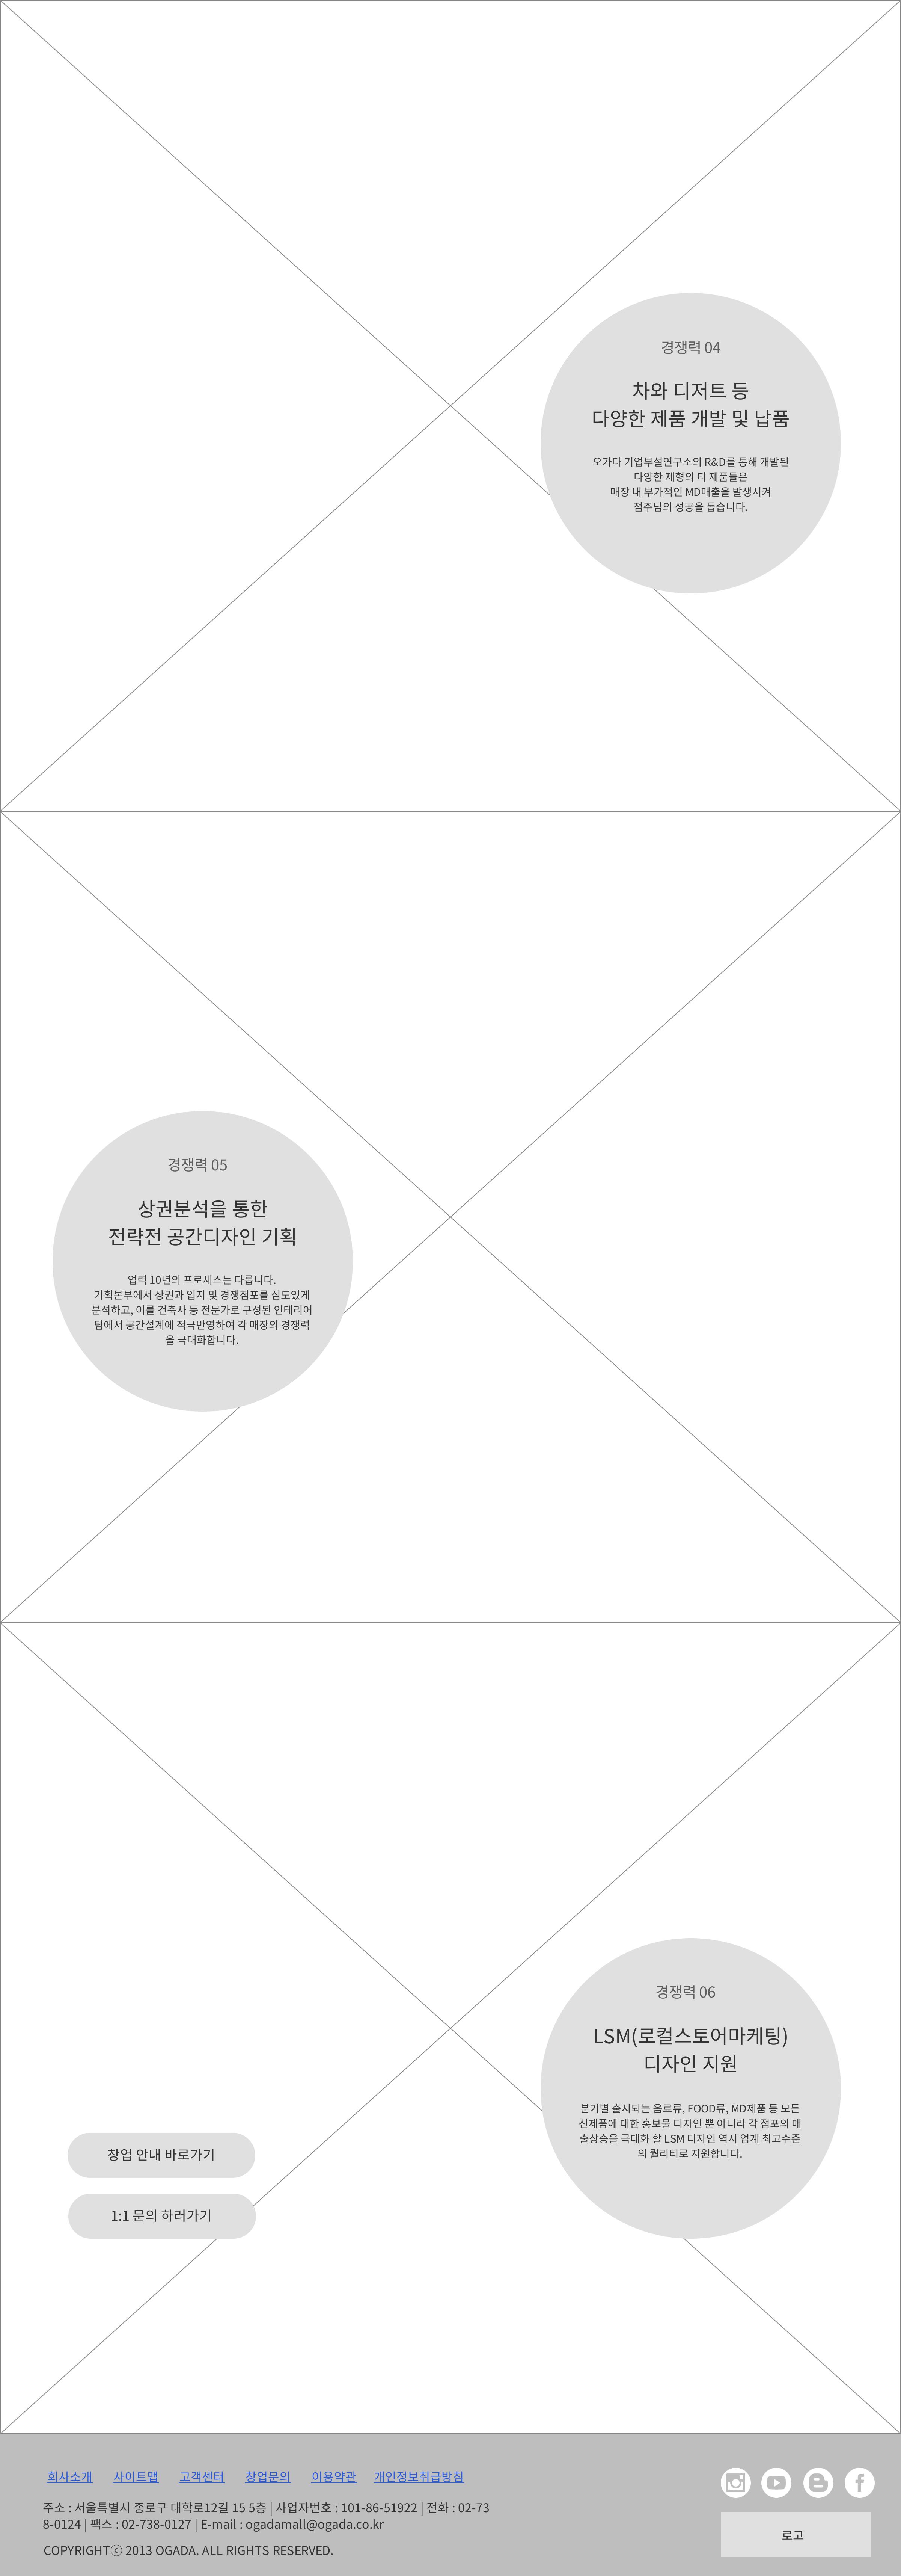 경쟁력 04
차와 디저트 등
다양한 제품 개발 및 납품
오가다 기업부설연구소의 R&D를 통해 개발된
다양한 제형의 티 제품들은
매장 내 부가적인 MD매출을 발생시켜
점주님의 성공을 돕습니다.
경쟁력 05
상권분석을 통한
전략전 공간디자인 기획
업력 10년의 프로세스는 다릅니다.
기획본부에서 상권과 입지 및 경쟁점포를 심도있게
분석하고, 이를 건축사 등 전문가로 구성된 인테리어
팀에서 공간설계에 적극반영하여 각 매장의 경쟁력
을 극대화합니다.
경쟁력 06
LSM(로컬스토어마케팅)
디자인 지원
분기별 출시되는 음료류, FOOD류, MD제품 등 모든
신제품에 대한 홍보물 디자인 뿐 아니라 각 점포의 매
출상승을 극대화 할 LSM 디자인 역시 업계 최고수준
의 퀄리티로 지원합니다.
창업 안내 바로가기
1:1 문의 하러가기
회사소개 사이트맵 고객센터 창업문의 이용약관 개인정보취급방침
주소 : 서울특별시 종로구 대학로12길 15 5층 | 사업자번호 : 101-86-51922 | 전화 : 02-73
8-0124 | 팩스 : 02-738-0127 | E-mail : ogadamall@ogada.co.kr
COPYRIGHTⓒ 2013 OGADA. ALL RIGHTS RESERVED.
로고